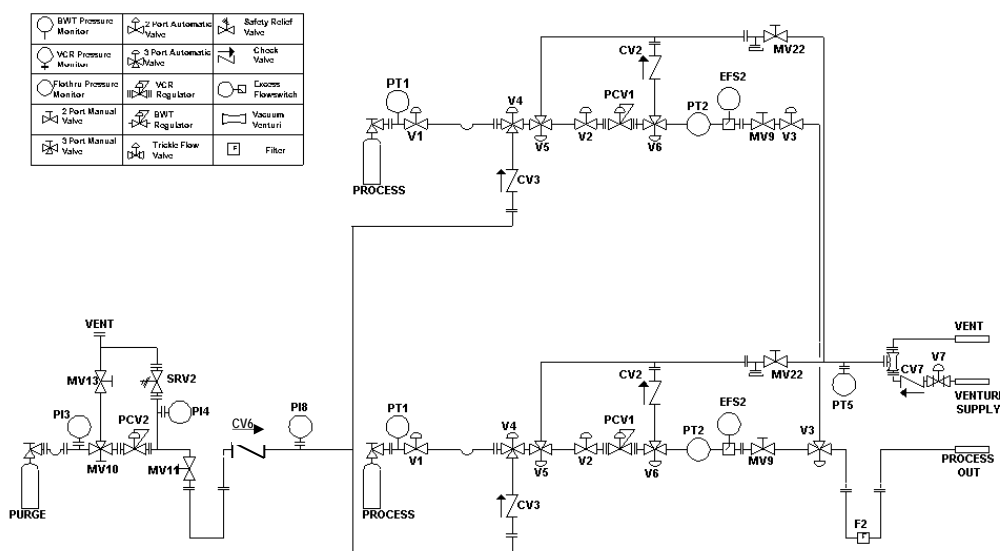 BWT Pressure
Monitor
2 Port Automatic
Valve
Safety Relief
Valve
VCR Pressure
Monitor
3 Port Automatic
Valve
Check
Valve
Flothru Pressure
Monitor
VCR
Regulator
Excess
Flowswitch
2 Port Manual
Valve
BWT
Regulator
Vacuum
Venturi
3 Port Manual
Valve
Trickle Flow
Valve
F
Filter
PT1
V1
PROCESS
V4
V5
CV3
V2
PCV1
CV2
V6
PT2
EFS2
MV9
V3
MV22
VENT
MV13
SRV2
PI3
PCV2
PI4
MV10
MV11
PURGE
CV6
PI8
PT1
V1
PROCESS
V4
V5
CV3
V2
PCV1
CV2
V6
PT2
EFS2
MV9
V3
MV22
PT5
VENT
V7
CV7
VENTURE
SUPPLY
PROCESS
OUT
F2
F